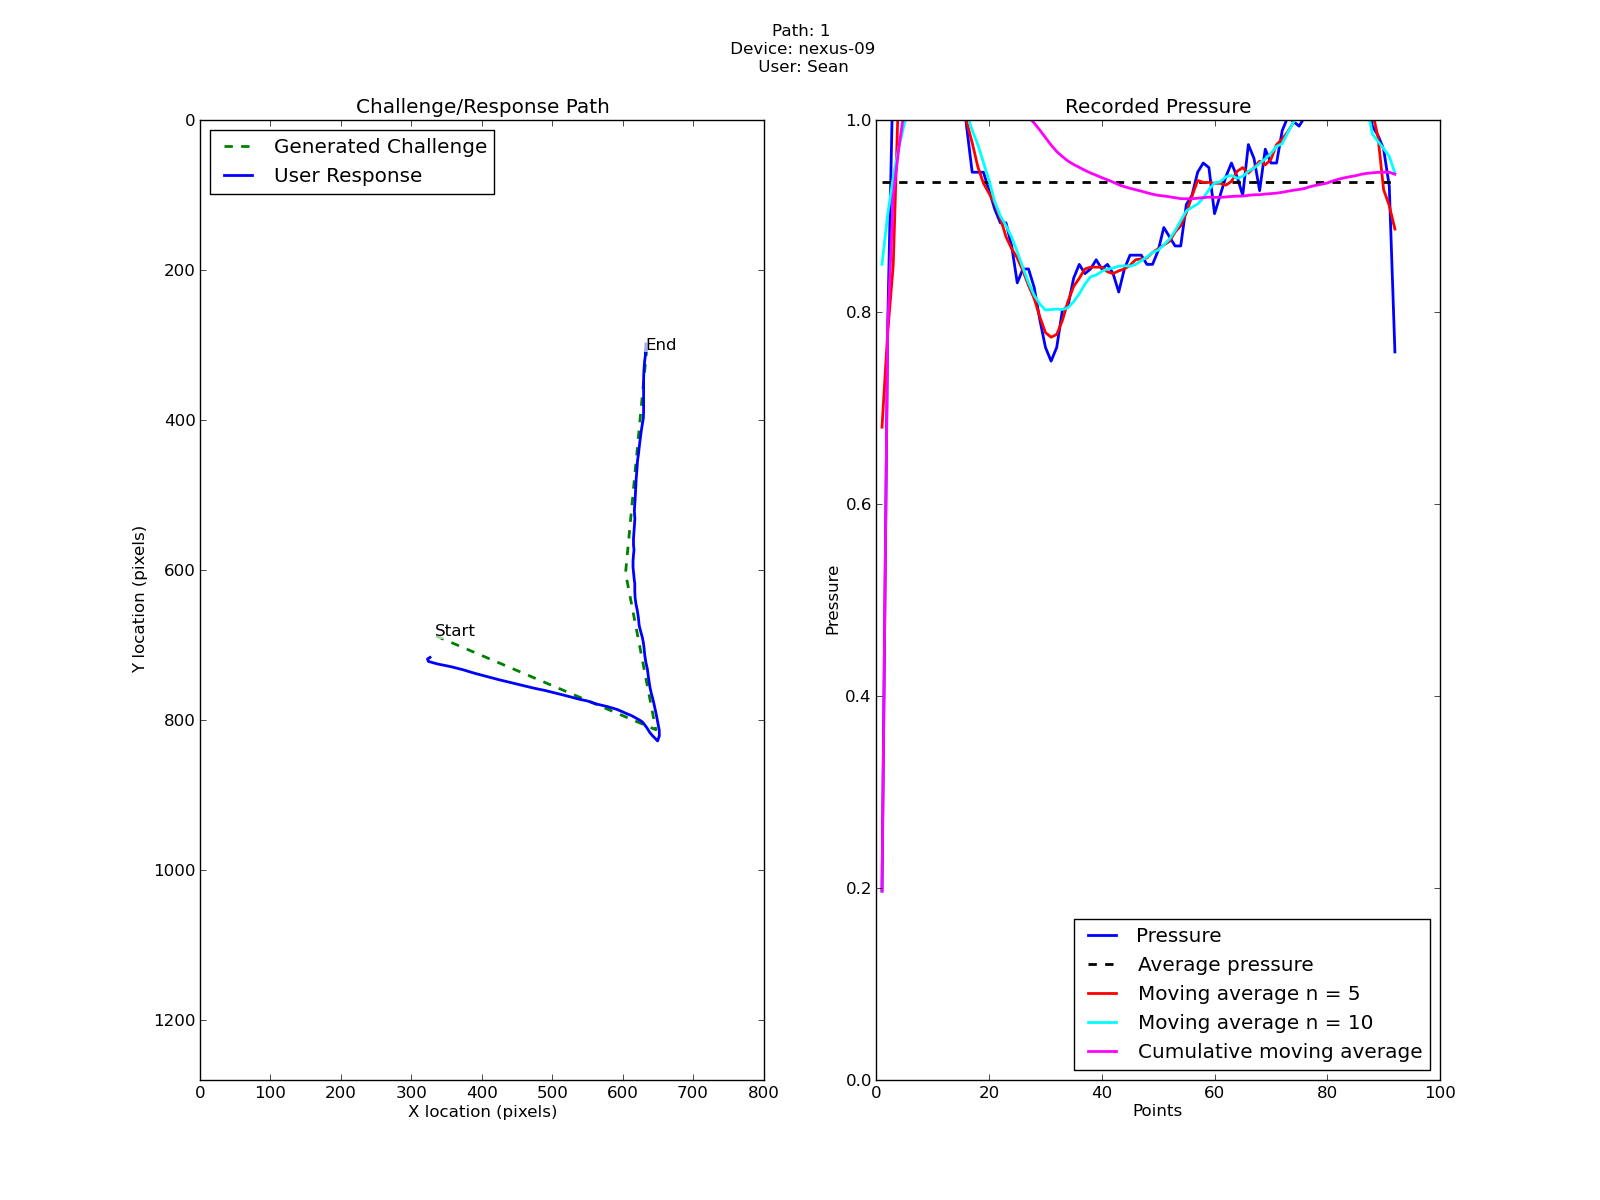 Path: 1
Device: nexus-09
User: Sean
Challenge/Response Path
Generated Challenge
User Response
0
200
400
600
800
1000
1200
Y location (pixels)
Start
End
0 100 200 300 400 500 600 700 800
X location (pixels)
Recorded Pressure
1.0
0.8
0.6
0.4
0.2
0.0
Pressure
Pressure
Average pressure
Moving average n = 5
Moving average n = 10
Cumulative moving average
0 20 40 60 80 100
Points